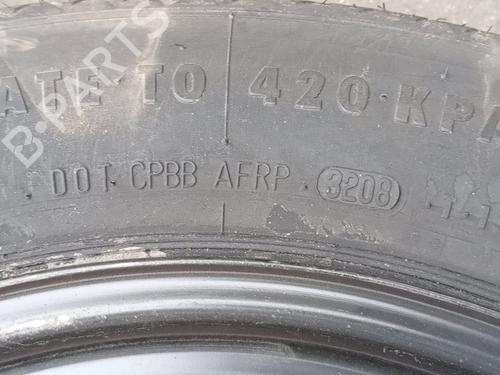 ATE TO 420·KPA
DOT CPBB AFRP 3208
B-PARTS